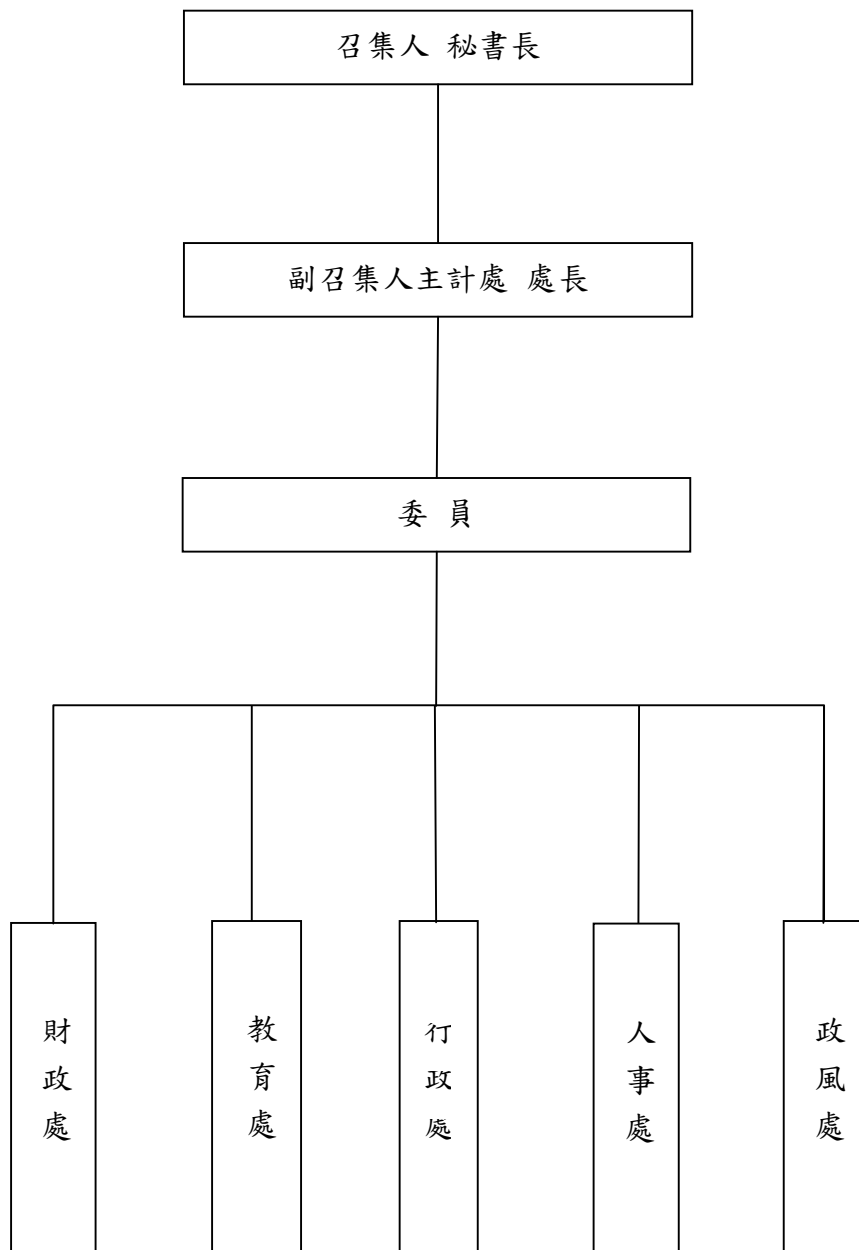 召集人 秘書長
副召集人主計處 處長
委 員
財政處
教育處
行政處
人事處
政風處